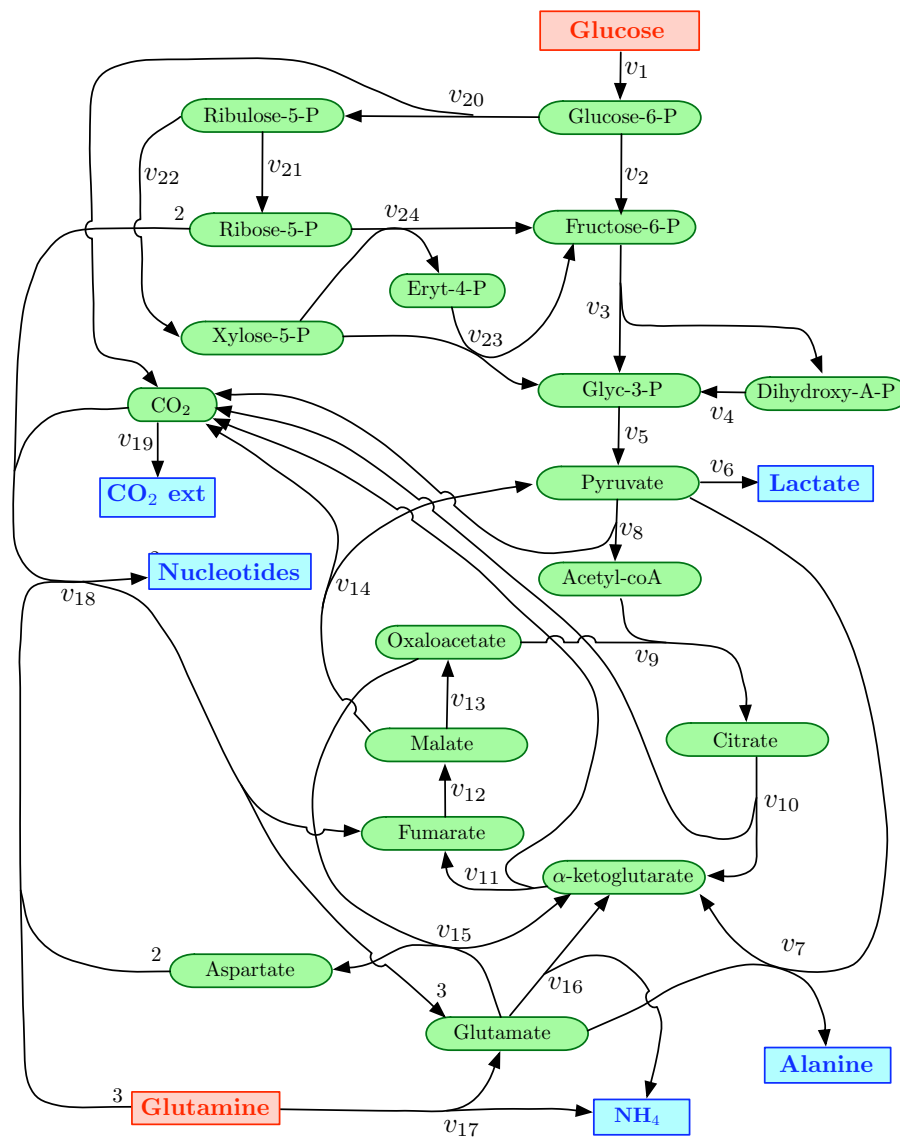 Glucose
v1
v20
Ribulose-5-P
Glucose-6-P
v22
v21
v2
2
v24
Ribose-5-P
Fructose-6-P
Eryt-4-P
v3
v23
Xylose-5-P
Glyc-3-P
Dihydroxy-A-P
CO2
v4
v19
v5
v6
CO2 ext
Pyruvate
Lactate
v8
Nucleotides
Acetyl-coA
v18
v14
Oxaloacetate
v9
v13
Malate
Citrate
v12
v10
Fumarate
v11
α-ketoglutarate
v15
v7
2
Aspartate
v16
3
Glutamate
Alanine
3
Glutamine
NH4
v17